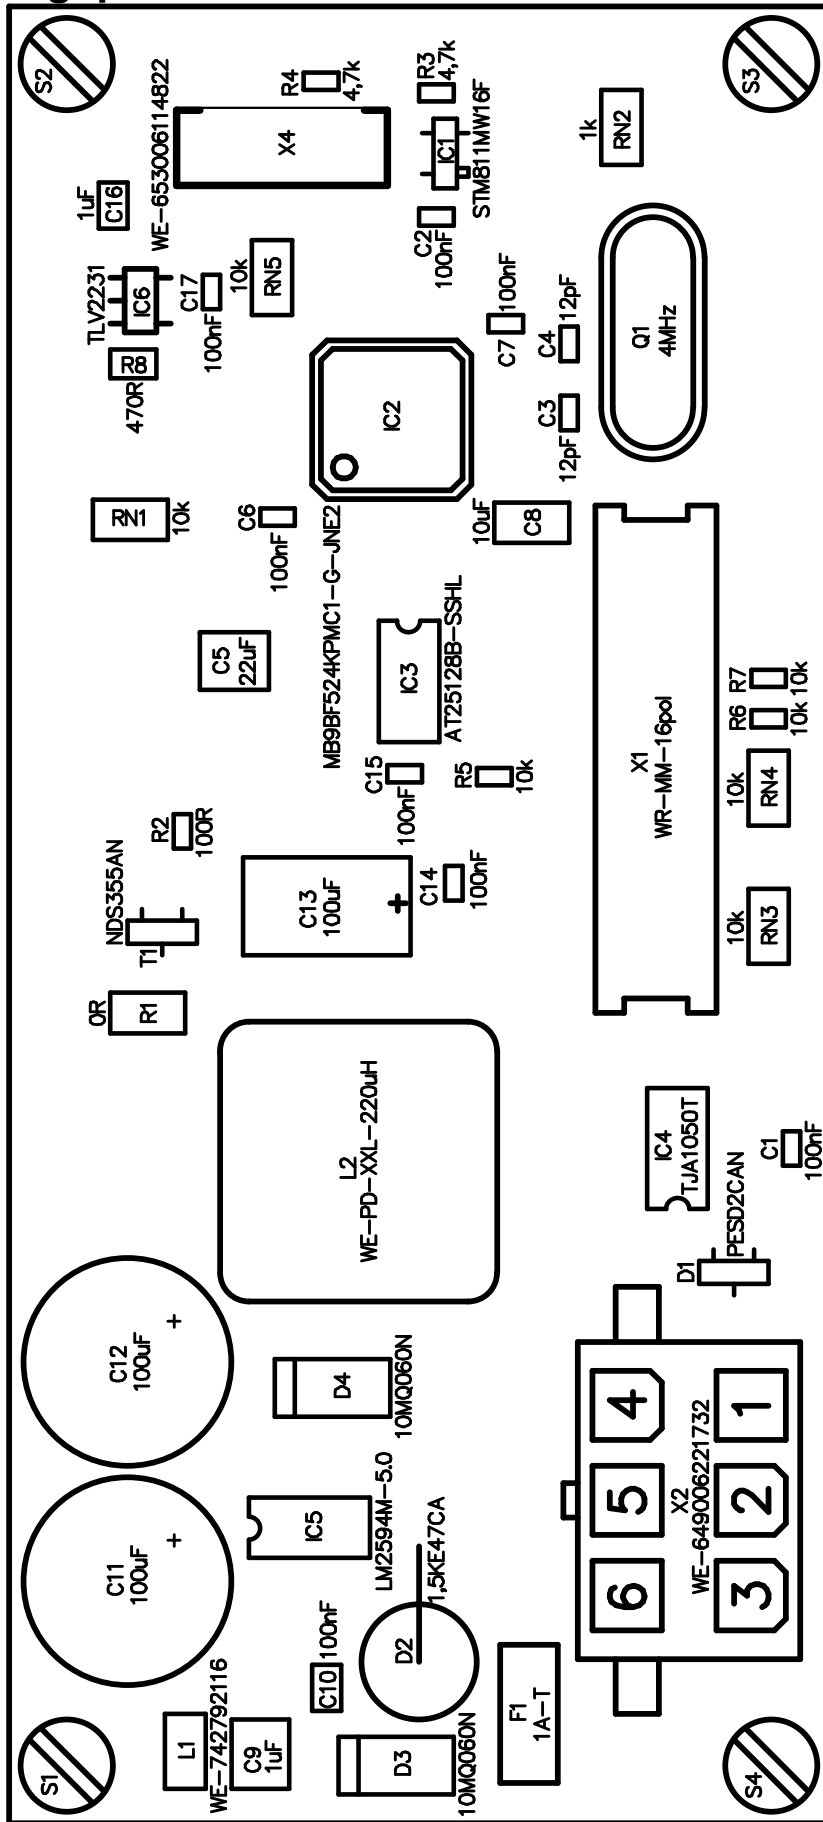 S2
S3
R4
4,7k
R3
4,7k
X4
WE-653006114822
IC1
STM811MW16F
1k
RN2
1uF
C16
C2
100nF
TLV2231
IC6
C17
100nF
10k
RN5
C7
100nF
C4
12pF
Q1
4MHz
R8
470R
IC2
C3
12pF
RN1
10k
C6
100nF
MB9BF524KPMC1-G-JNE2
10uF
C8
C5
22uF
IC3
AT25128B-SSHL
R7
10k
R6
10k
X1
WR-MM-16pol
C15
100nF
R5
10k
10k
RN4
R2
100R
NDS355AN
T1
C13
100uF
+
C14
100nF
10k
RN3
0R
R1
L2
WE-PD-XXL-220uH
IC4
TJA1050T
C1
100nF
D1
PESD2CAN
C12
100uF
+
D4
10MQ060N
4
1
5
2
6
3
X2
WE-649006221732
C11
100uF
+
IC5
LM2594M-5.0
D2
1,5KE47CA
C10
100nF
F1
1A-T
L1
WE-742792116
C9
1uF
D3
10MQ060N
S1
S4